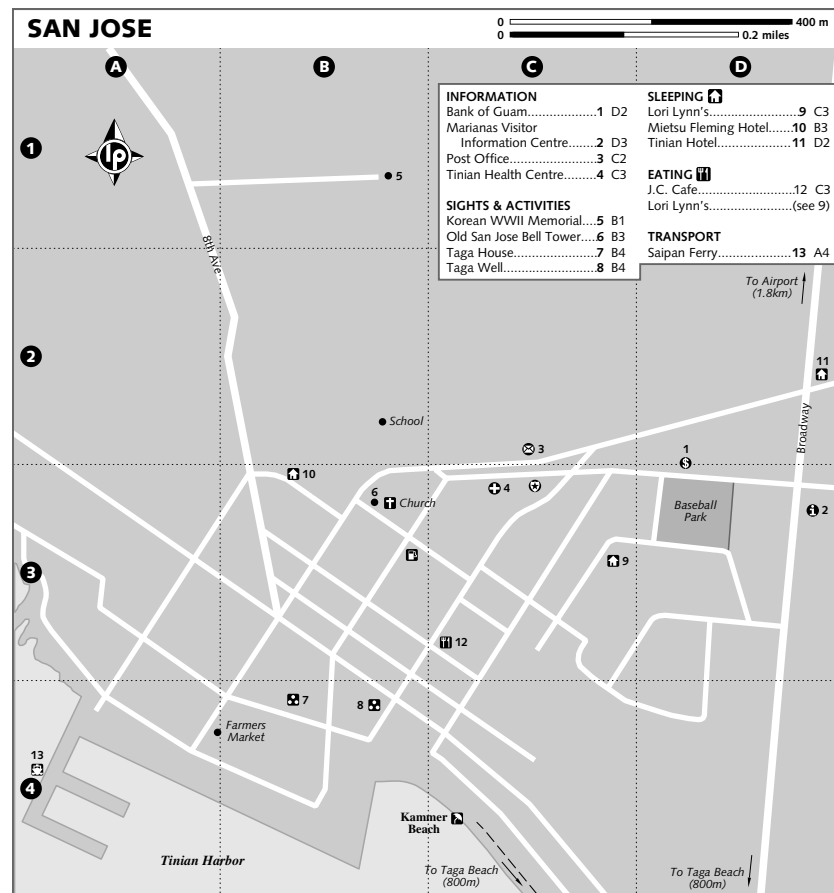 SAN JOSE
0 400 m
0 0.2 miles
A B C D
INFORMATION
Bank of Guam....................1 D2
Marianas Visitor
Information Centre.....2 D3
Post Office........................3 C2
Tinian Health Centre.......4 C3
SIGHTS & ACTIVITIES
Korean WWII Memorial....5 B1
Old San Jose Bell Tower...6 B3
Taga House.......................7 B4
Taga Well..........................8 B4
SLEEPING
Lori Lynn's.......................9 C3
Mietsu Fleming Hotel...10 B3
Tinian Hotel...................11 D2
EATING
J.C. Cafe.........................12 C3
Lori Lynn's...............(see 9)
TRANSPORT
Saipan Ferry..................13 A4
1
lp
5
8th Ave
To Airport
(1.8km)
2
11
School
Broadway
3
1
10
6
Church
4
Baseball
Park
2
3
9
12
7
8
Farmers
Market
13
4
Kammer
Beach
Tinian Harbor
To Taga Beach
(800m)
To Taga Beach
(800m)